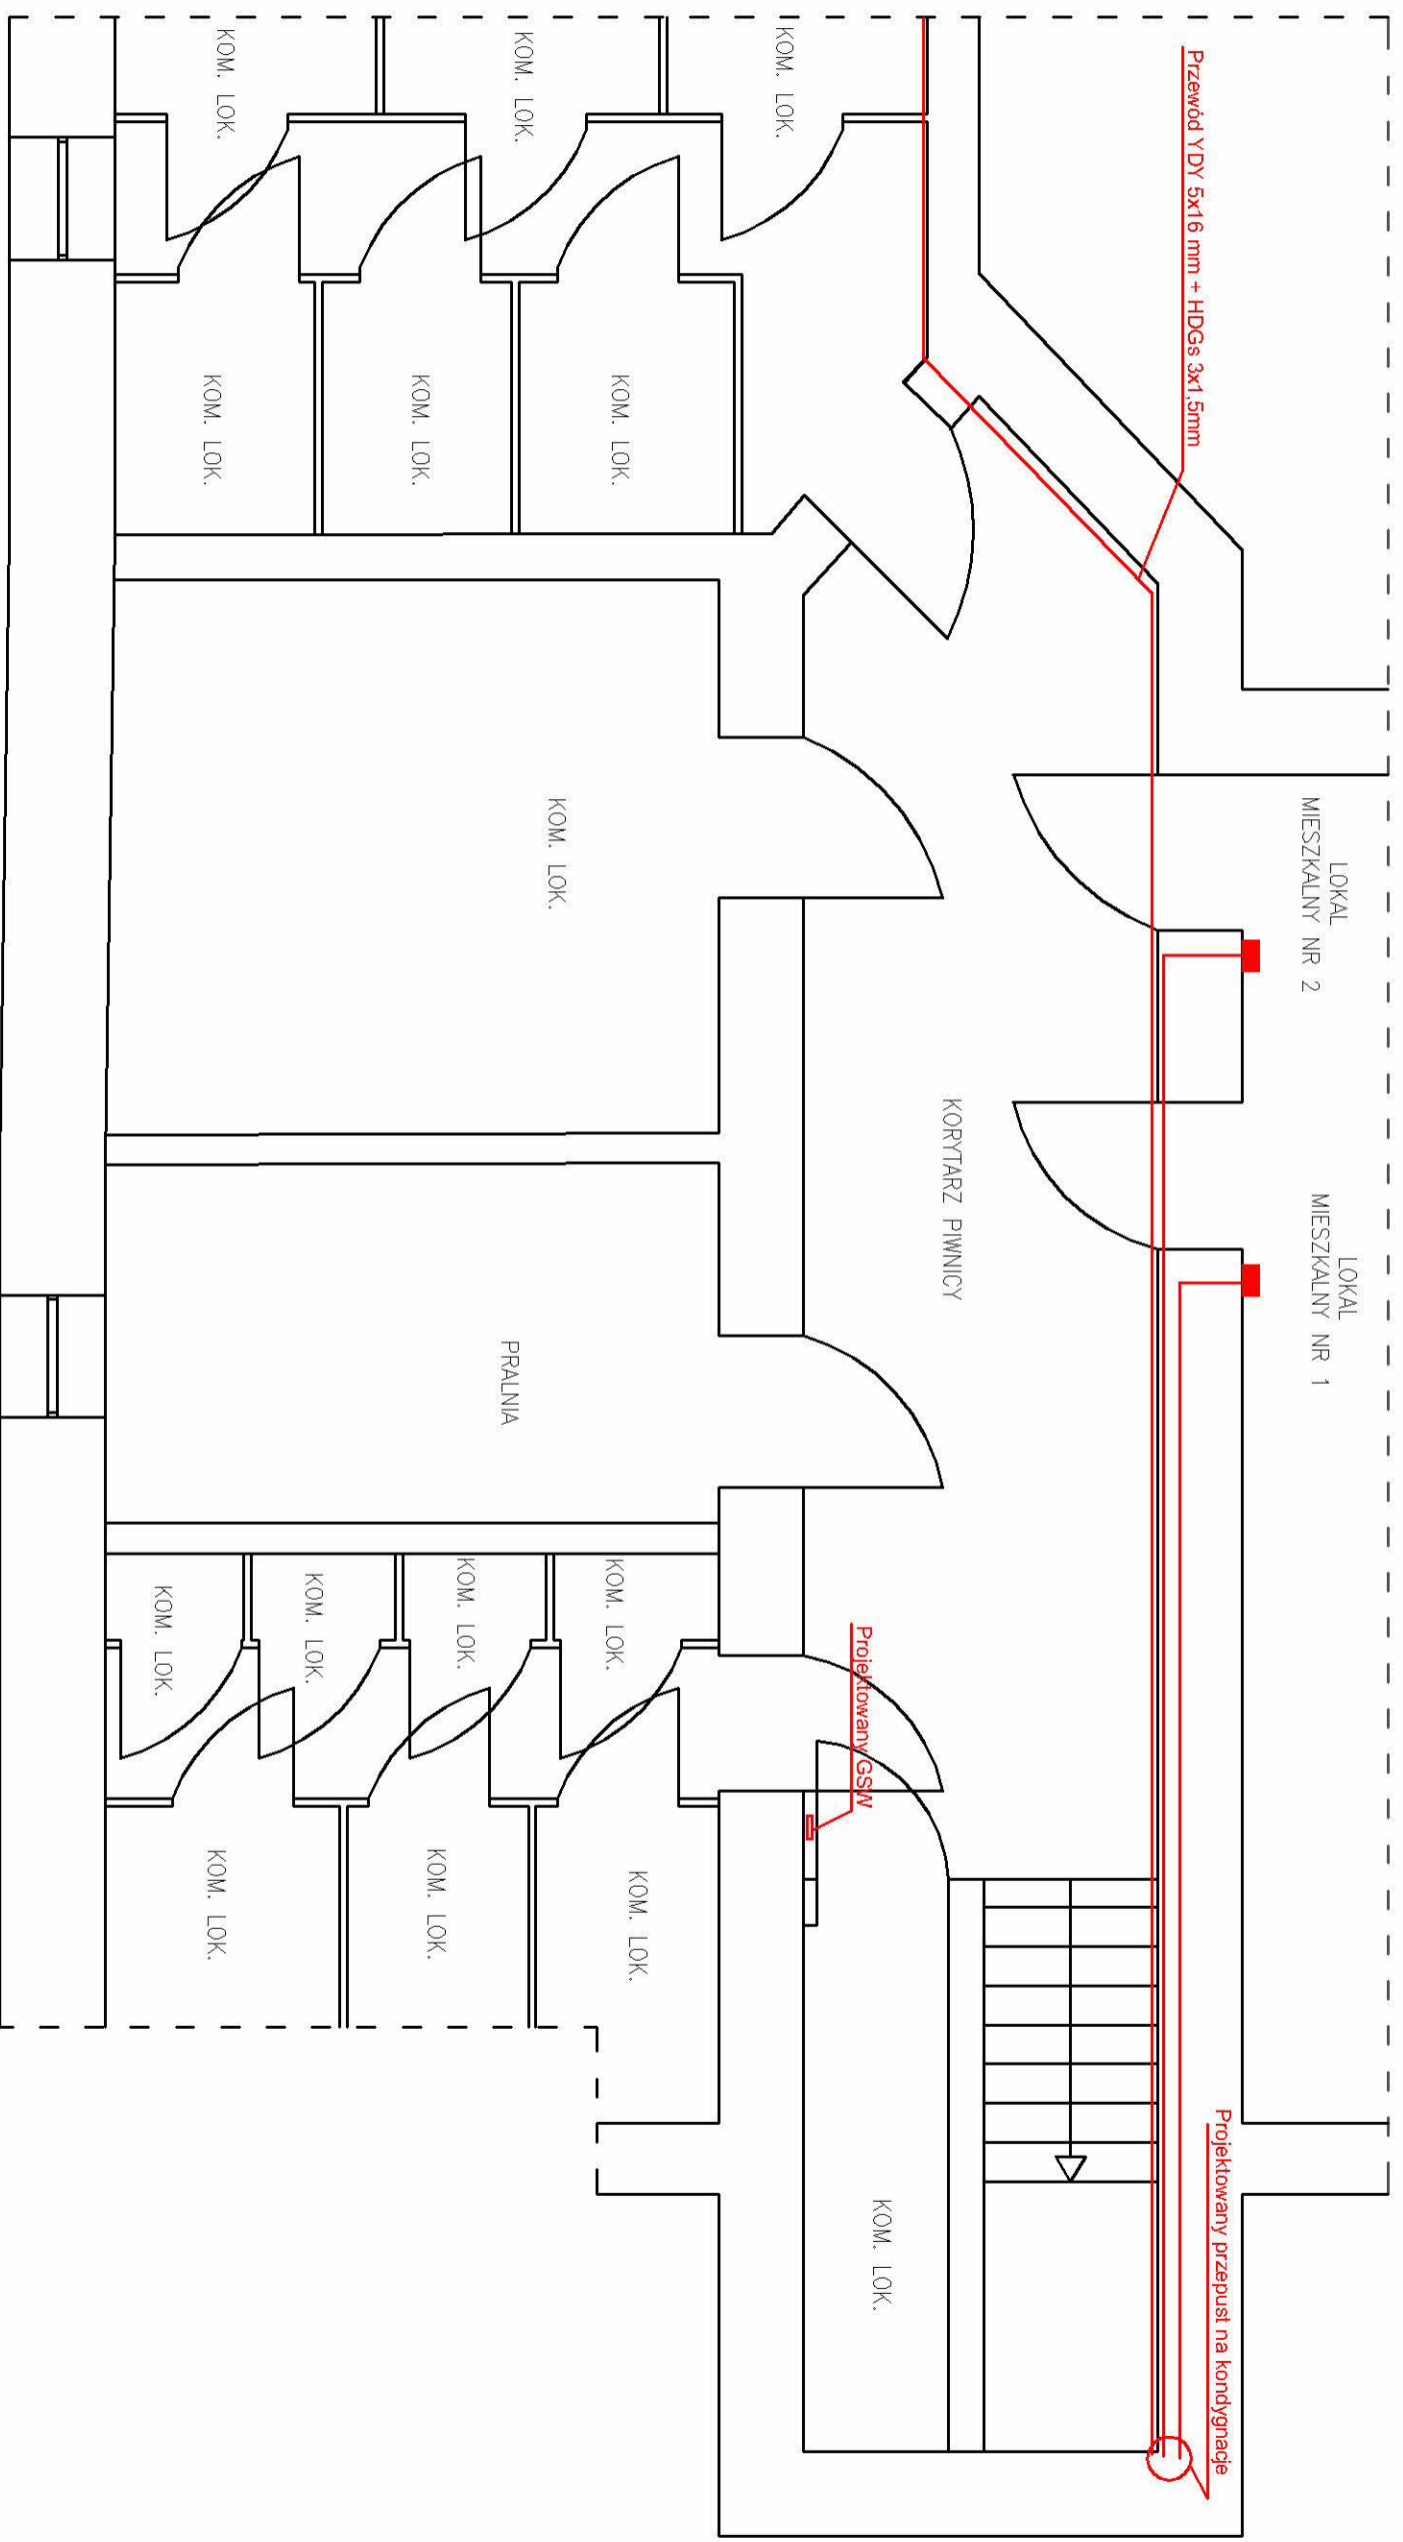 Przewód YDY 5x16 mm + HDGs 3x1,5mm
LOKAL
MIESZKALNY NR 2
LOKAL
MIESZKALNY NR 1
Projektowany przepust na kondygnacje
KORYTARZ PIWNICY
Projektowany GSW
KOM. LOK.
KOM. LOK.
KOM. LOK.
KOM. LOK.
KOM. LOK.
KOM. LOK.
KOM. LOK.
PRALNIA
KOM. LOK.
KOM. LOK.
KOM. LOK.
KOM. LOK.
KOM. LOK.
KOM. LOK.
KOM. LOK.
KOM. LOK.